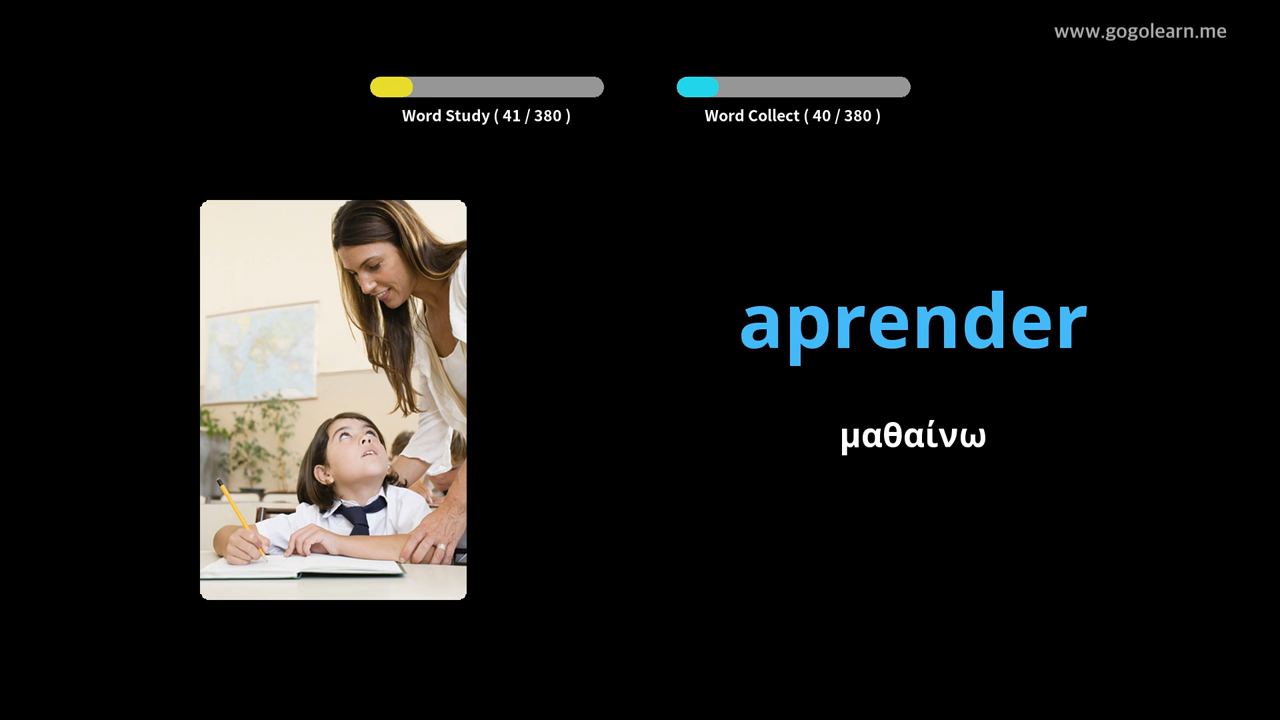 www.gogolearn.me
Word Study ( 41 / 380 )
Word Collect ( 40 / 380 )
aprender
μαθαίνω